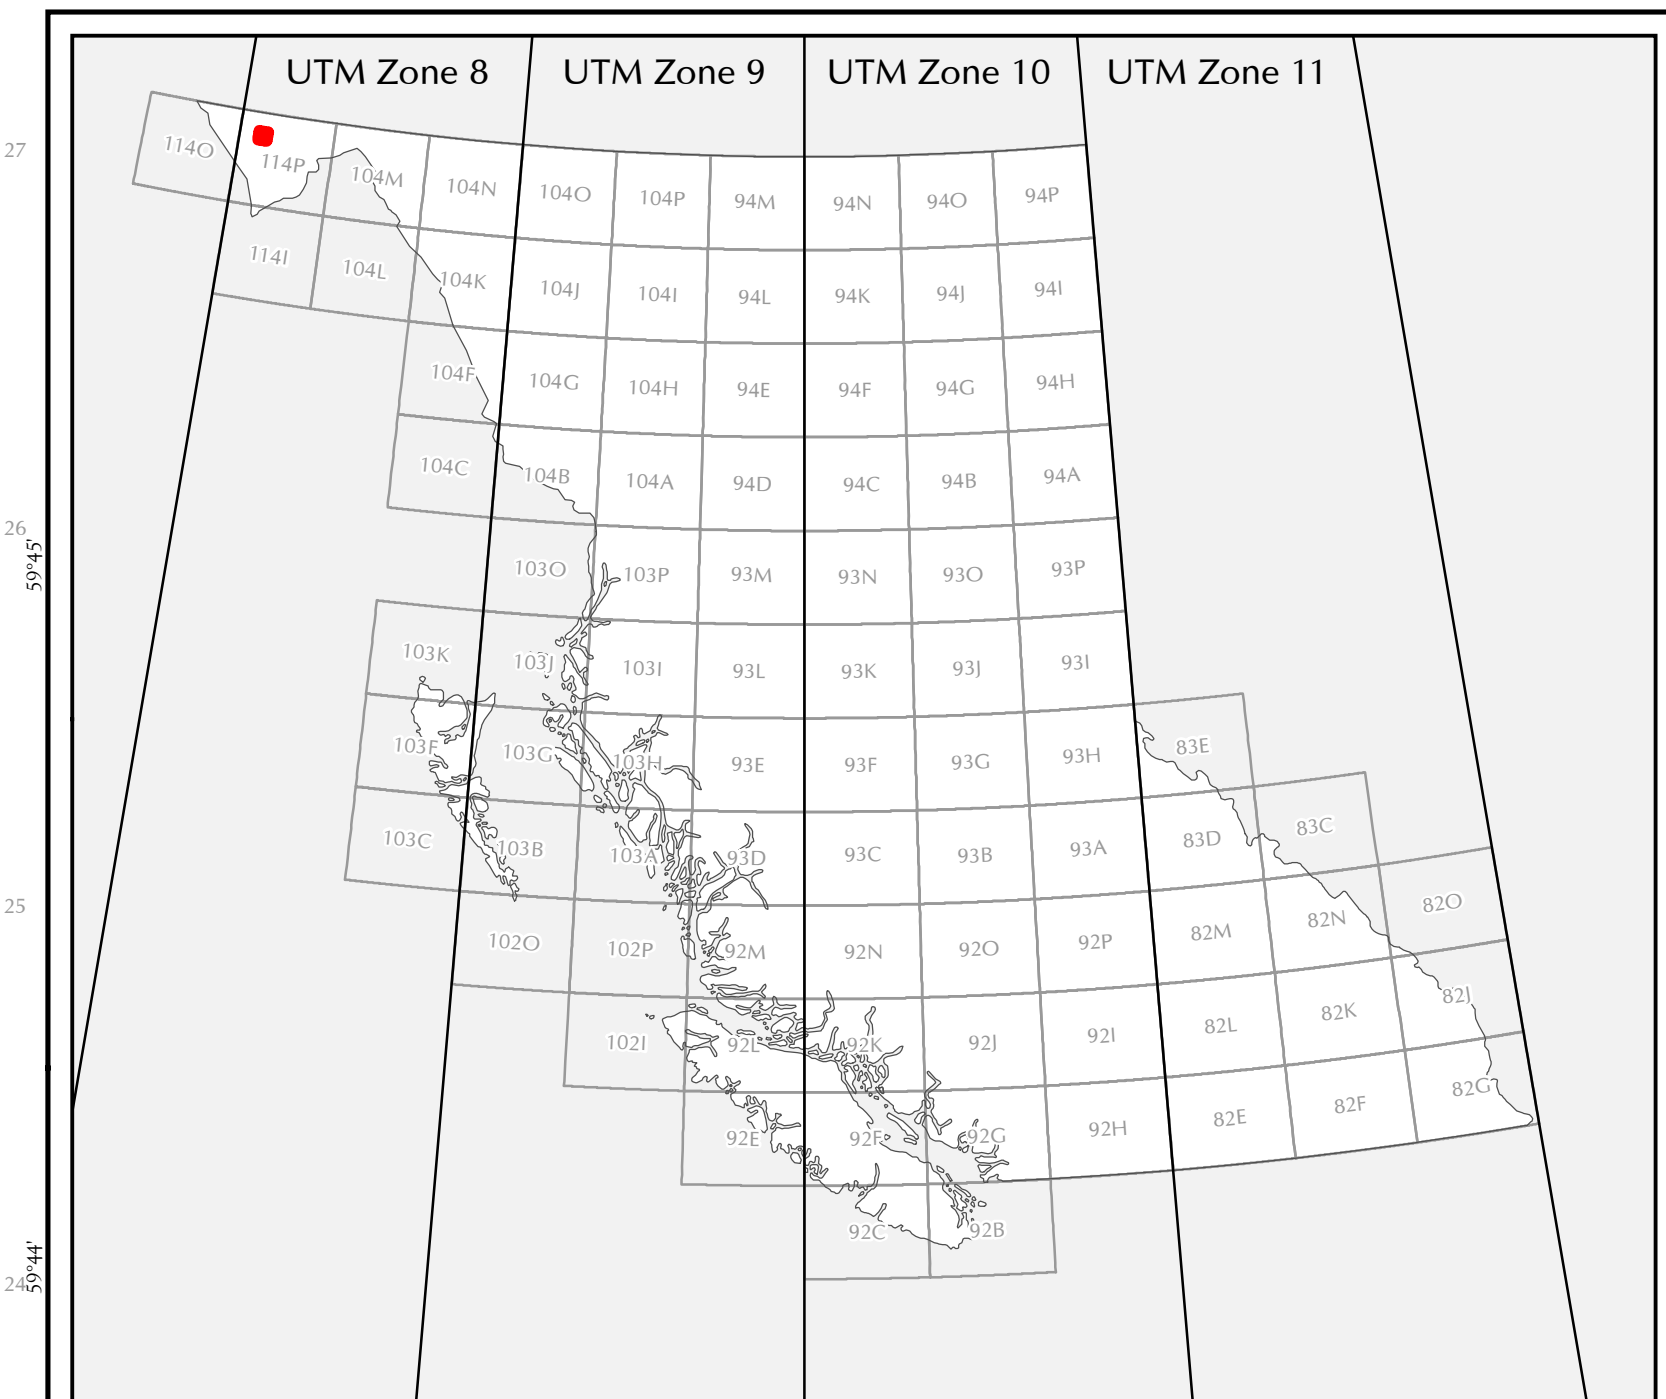 UTM Zone 8 UTM Zone 9 UTM Zone 10 UTM Zone 11
27
114O 114P 104M 104N 104O 104P 94M 94N 94O 94P
114I 104L 104K 104J 104I 94L 94K 94J 94I
104F 104G 104H 94E 94F 94G 94H
104C 104B 104A 94D 94C 94B 94A
26
59°45'
103O 103P 93M 93N 93O 93P
103K 103J 103I 93L 93K 93J 93I
103F 103G 103H 93E 93F 93G 93H 83E
103C 103B 103A 93D 93C 93B 93A 83D 83C
25
102O 102P 92M 92N 92O 92P 82M 82N 82O
102I 92L 92K 92J 92I 82L 82K 82J
92E 92F 92G 92H 82E 82F 82G
92C 92B
24
59°44'